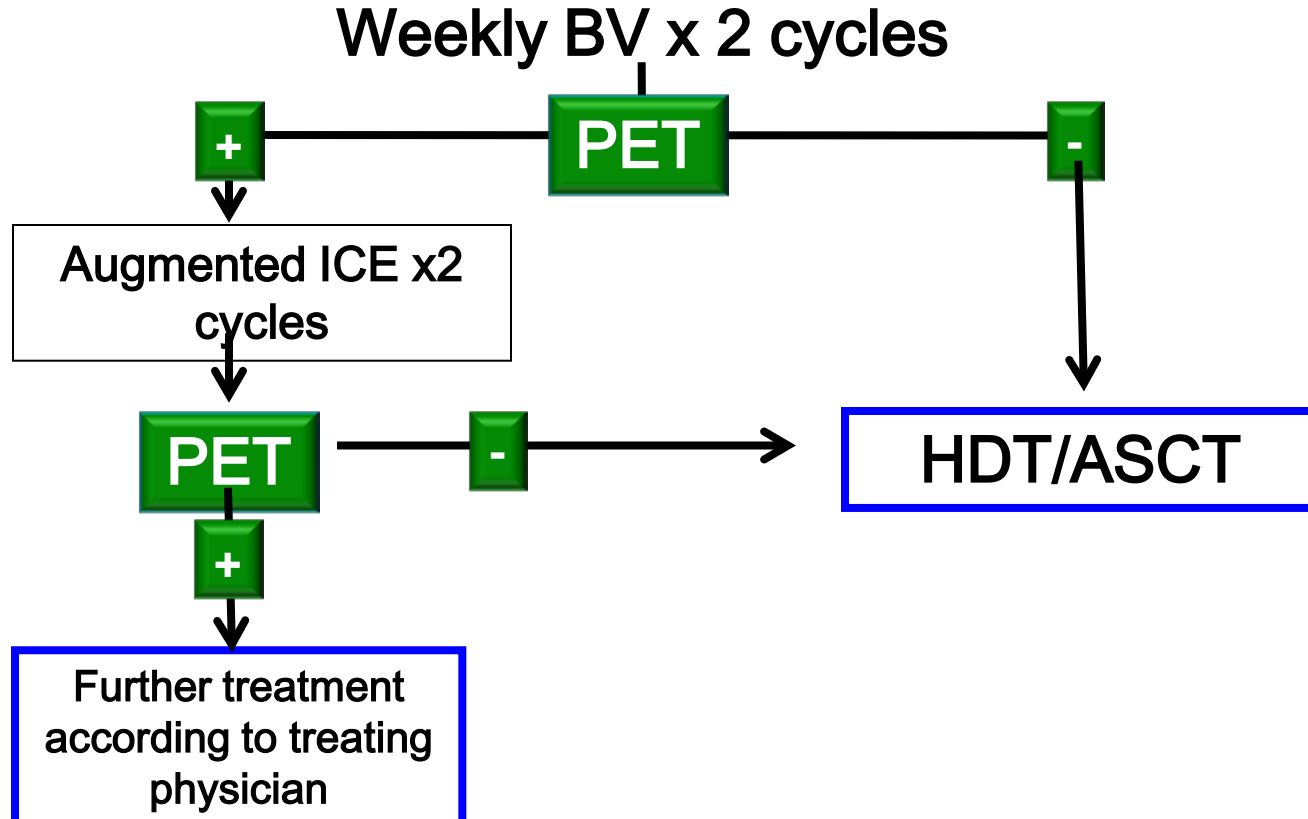 Weekly BV x 2 cycles
+
PET
-
Augmented ICE x2
cycles
PET
-
HDT/ASCT
+
Further treatment
according to treating
physician